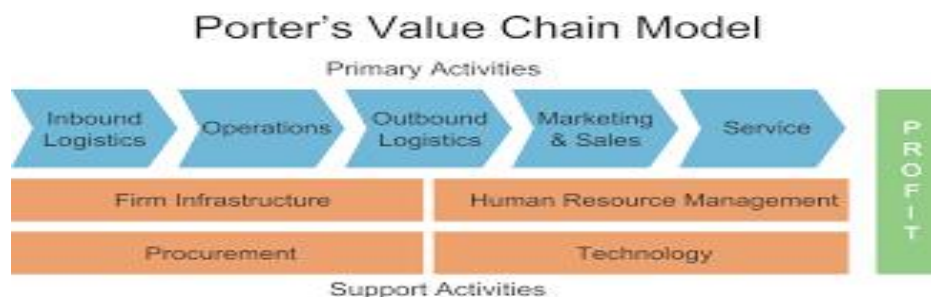 Porter's Value Chain Model
Primary Activities
Inbound
Logistics
Operations
Outbound
Logistics
Marketing
& Sales
Service
PROFIT
Firm Infrastructure
Human Resource Management
Procurement
Technology
Support Activities